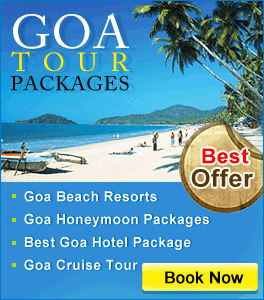 GOA
TOUR
PACKAGES
Best
Offer
Goa Beach Resorts
Goa Honeymoon Packages
Best Goa Hotel Package
Goa Cruise Tour
Book Now